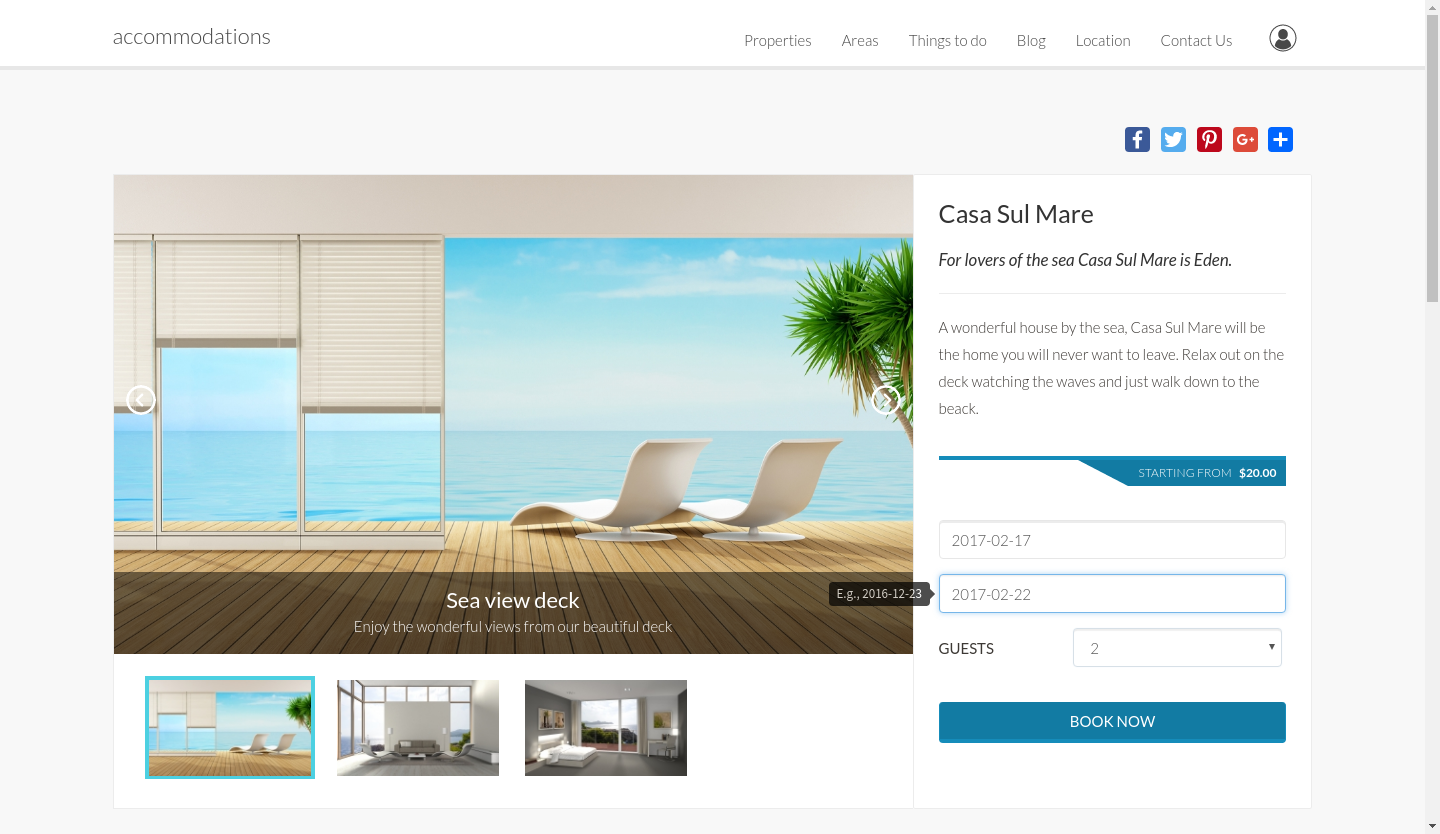 accommodations
Properties
Areas
Things to do
Blog
Location
Contact Us
Casa Sul Mare
For lovers of the sea Casa Sul Mare is Eden.
A wonderful house by the sea, Casa Sul Mare will be
the home you will never want to leave. Relax out on the
deck watching the waves and just walk down to the
beack.
STARTING FROM $20.00
2017-02-17
E.g., 2016-12-23
2017-02-22
GUESTS
2
BOOK NOW
Sea view deck
Enjoy the wonderful views from our beautiful deck